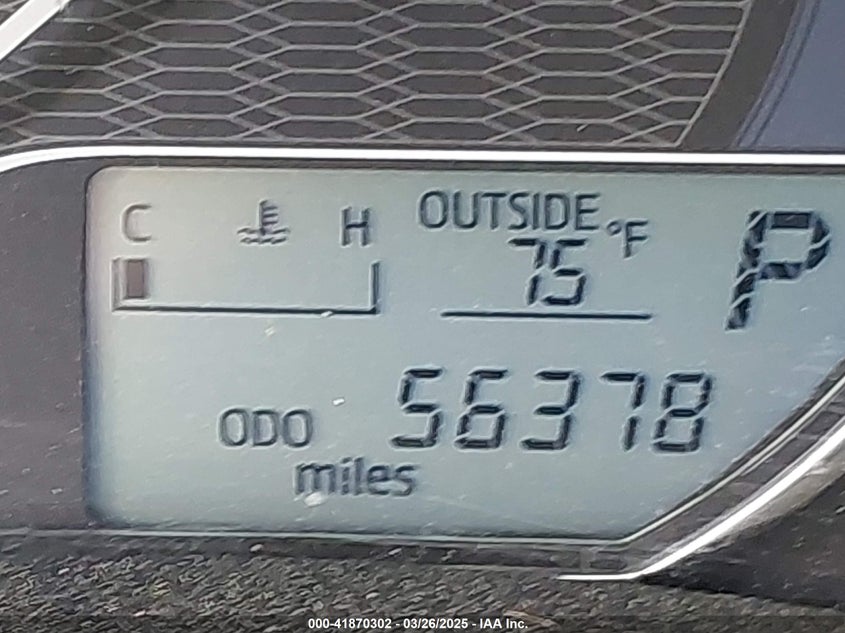 C H OUTSIDE °F P
75
ODO 56378
miles
000-41870302 - 03/26/2025 - IAA Inc.